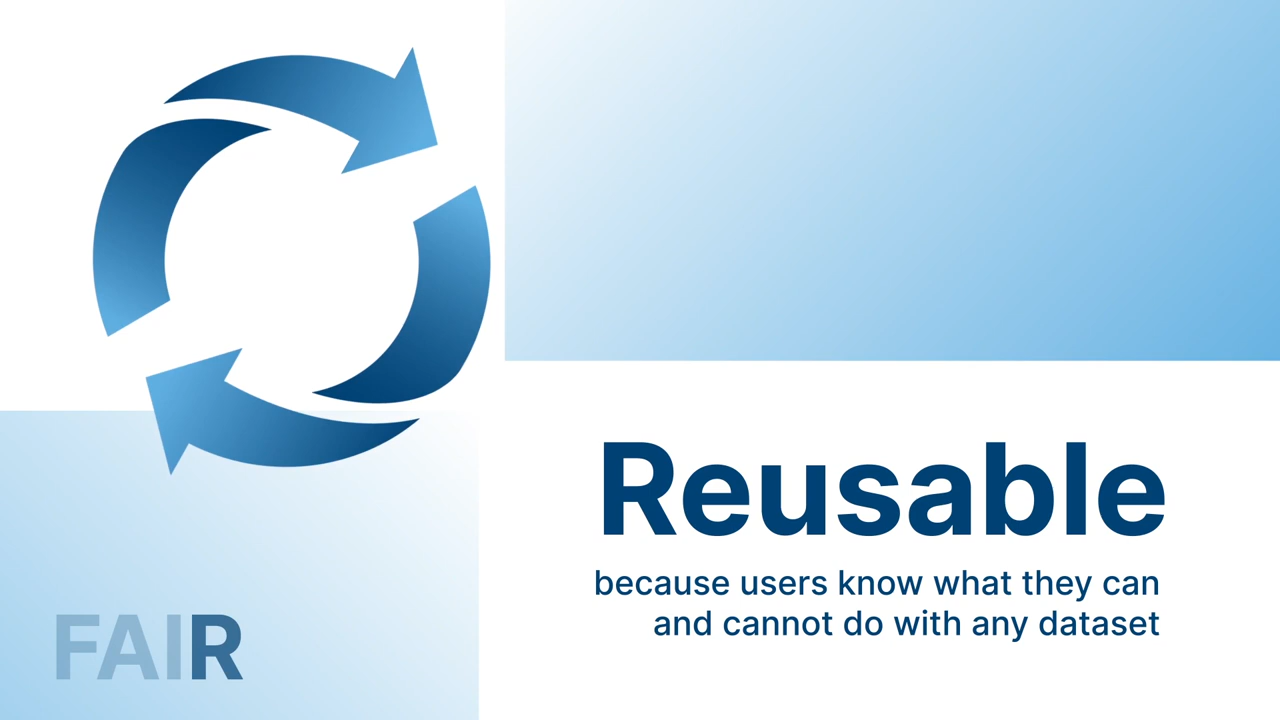 Reusable
because users know what they can
and cannot do with any dataset
FAIR